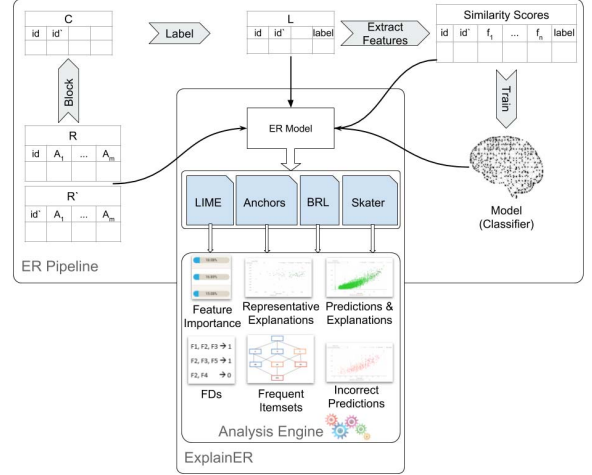 C
id id`
Label
L
id id` label
Extract
Features
Similarity Scores
id id` f1 ... fn label
Block
Train
R
id A1 ... Am
R`
id` A1 ... Am
ER Model
Model
(Classifier)
LIME Anchors BRL Skater
ER Pipeline
Feature
Importance
Representative
Explanations
Predictions &
Explanations
F1, F2, F3 → 1
F2, F3, F5 → 1
F2, F4 → 0
FDs
Frequent
Itemsets
Incorrect
Predictions
Analysis Engine
ExplainER